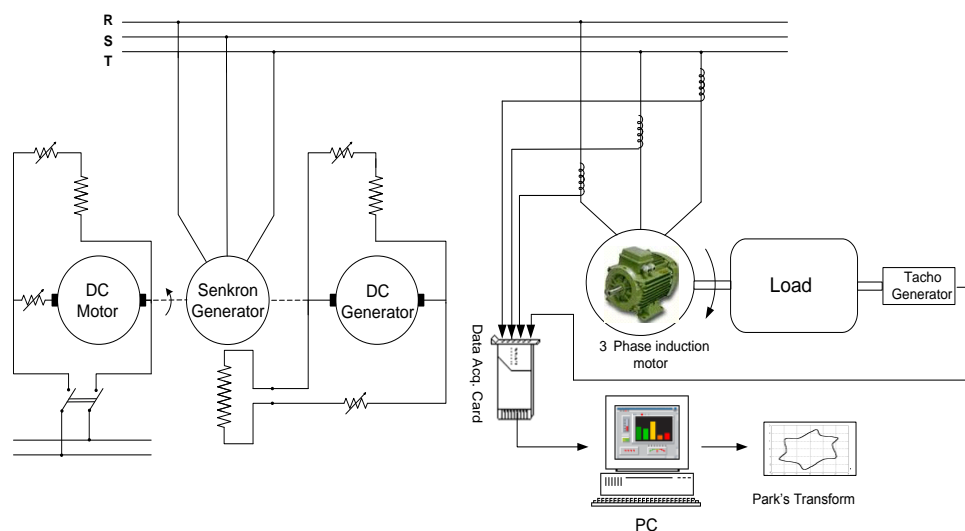 R
S
T
DC
Motor
Senkron
Generator
DC
Generator
3 Phase induction
motor
Load
Tacho
Generator
Data Acq. Card
PC
Park's Transform